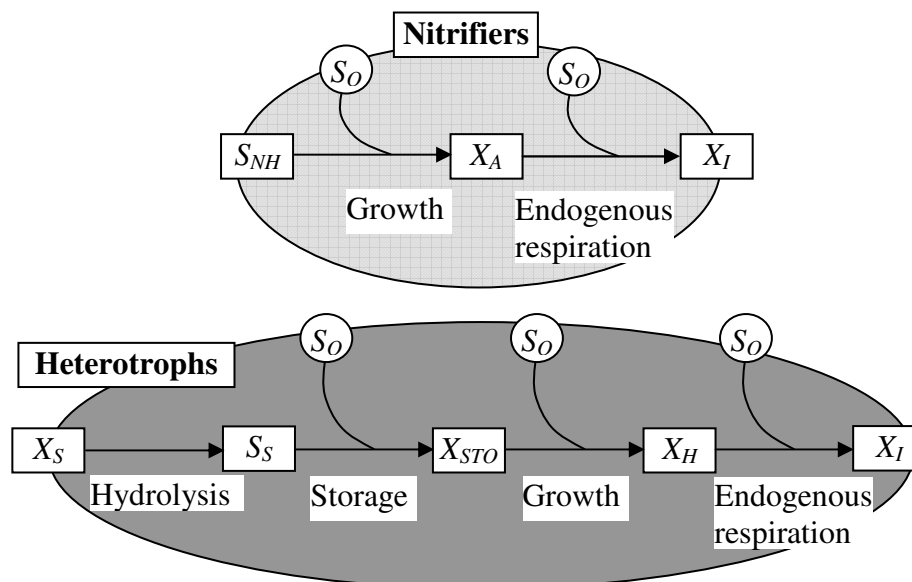 Nitrifiers
S_O S_O
S_NH X_A X_I
Growth Endogenous
respiration
S_O S_O S_O
Heterotrophs
X_S S_S X_STO X_H X_I
Hydrolysis Storage Growth Endogenous
respiration